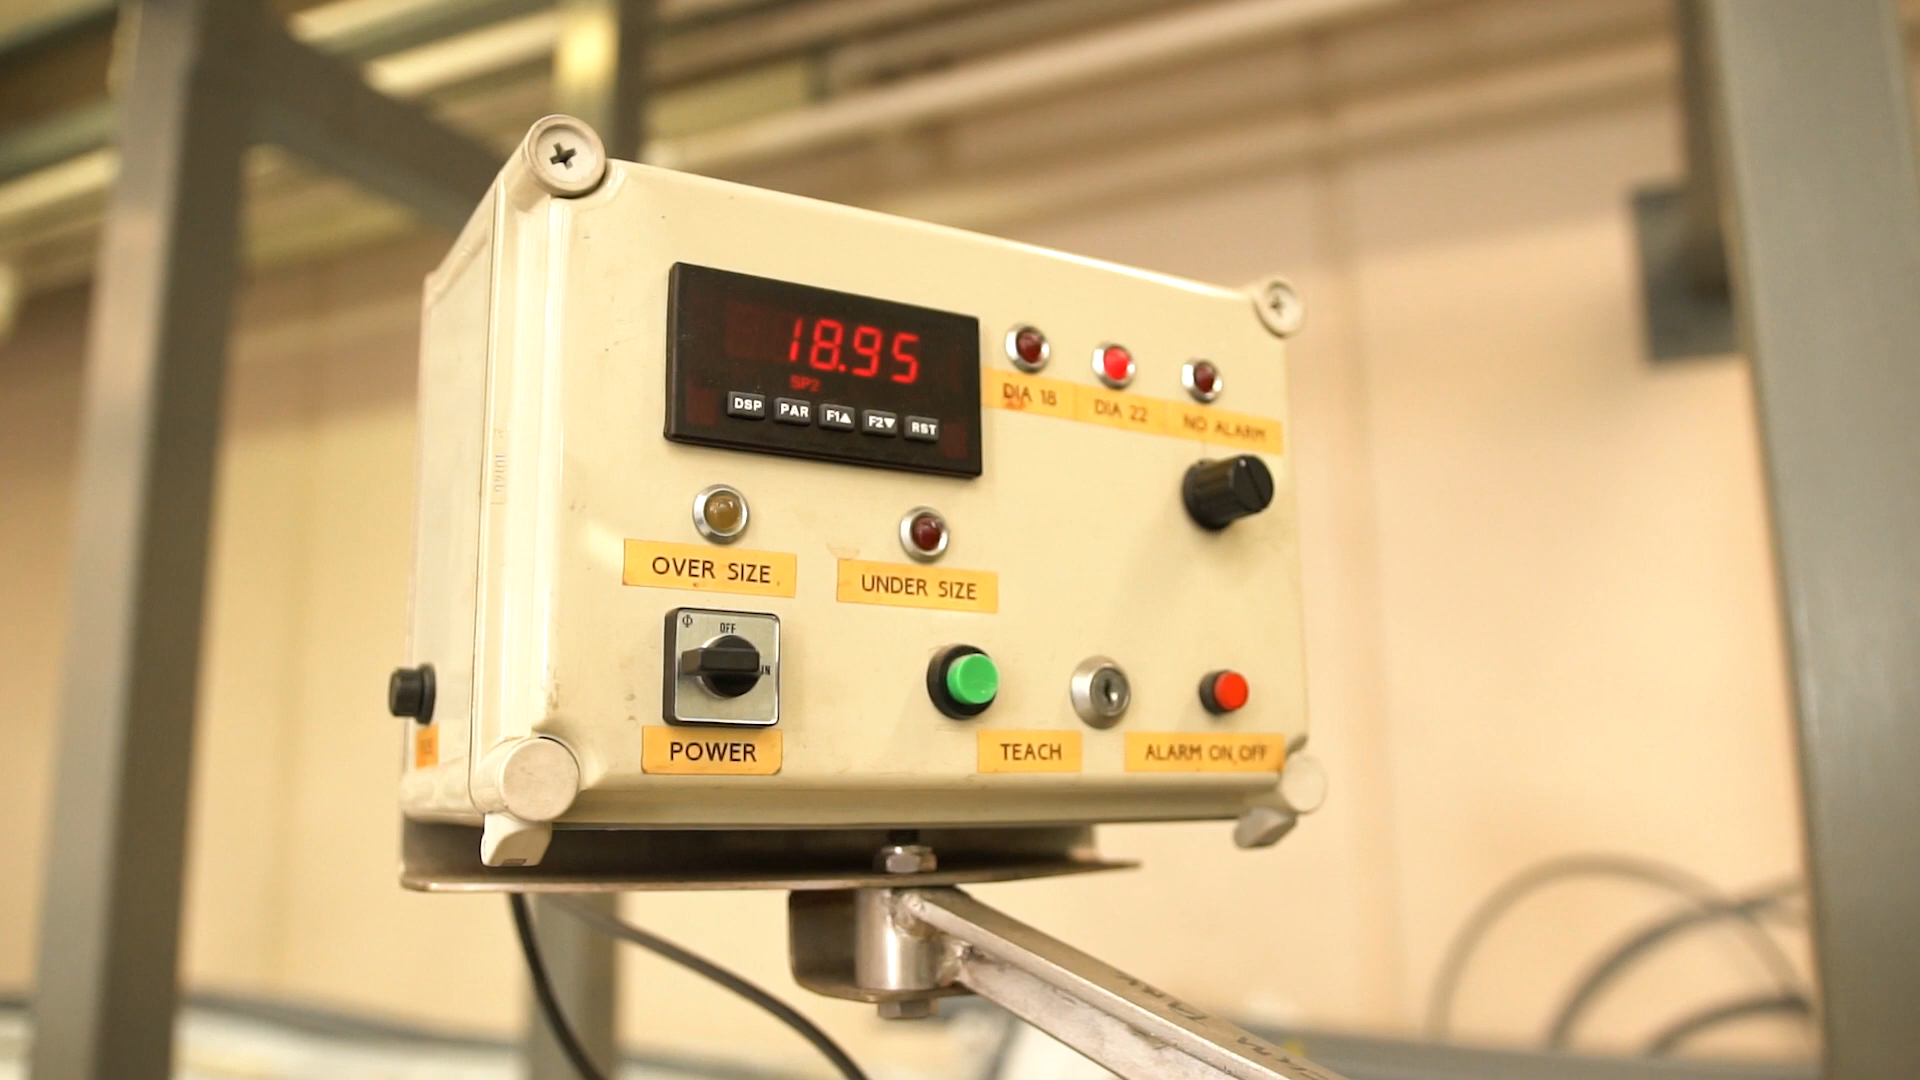 18.95
SP2
DSP PAR F1▲ F2▼ RST
DIA 18 DIA 22 NO ALARM
OVER SIZE UNDER SIZE
OFF
POWER TEACH ALARM ON, OFF